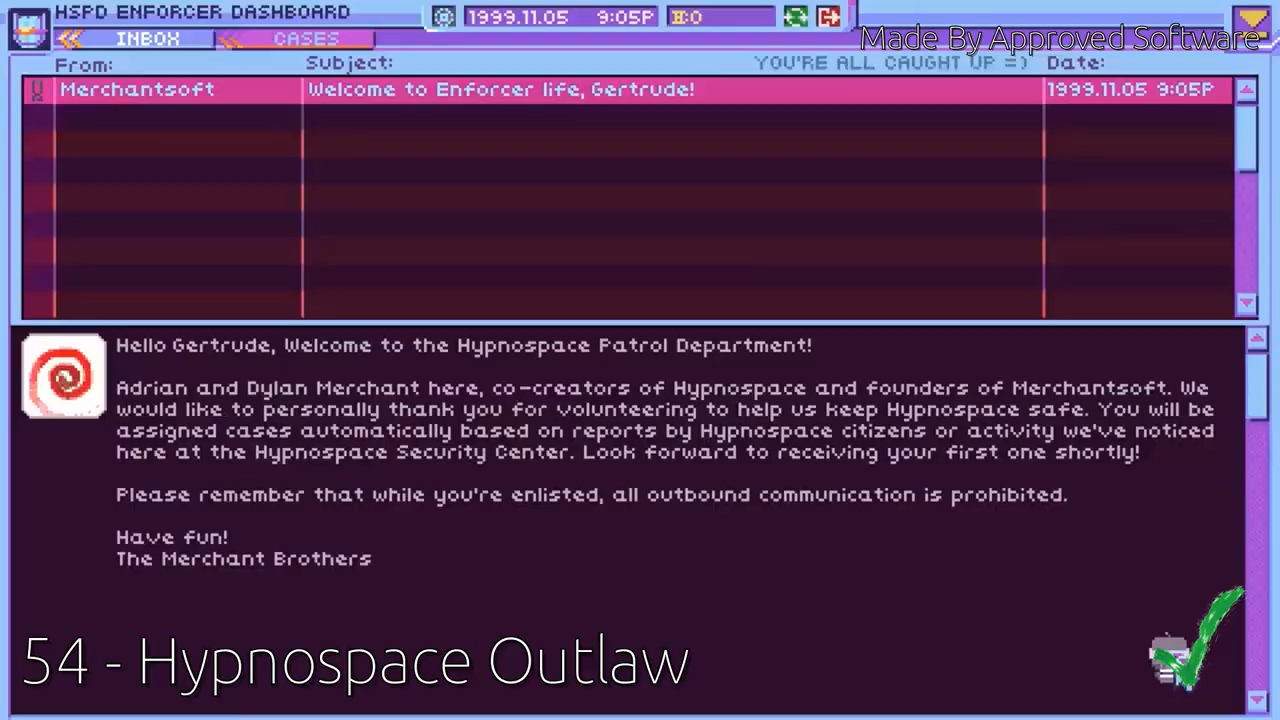 HSPD ENFORCER DASHBOARD
1999.11.05 9:05P
:0
INBOX
CASES
Made By Approved Software
From:
Subject:
YOU'RE ALL CAUGHT UP =)
Date:
Merchantsoft
Welcome to Enforcer life, Gertrude!
1999.11.05 9:05P
Hello Gertrude, Welcome to the Hypnospace Patrol Department!
Adrian and Dylan Merchant here, co-creators of Hypnospace and founders of Merchantsoft. We
would like to personally thank you for volunteering to help us keep Hypnospace safe. You will be
assigned cases automatically based on reports by Hypnospace citizens or activity we've noticed
here at the Hypnospace Security Center. Look forward to receiving your first one shortly!
Please remember that while you're enlisted, all outbound communication is prohibited.
Have fun!
The Merchant Brothers
54 - Hypnospace Outlaw